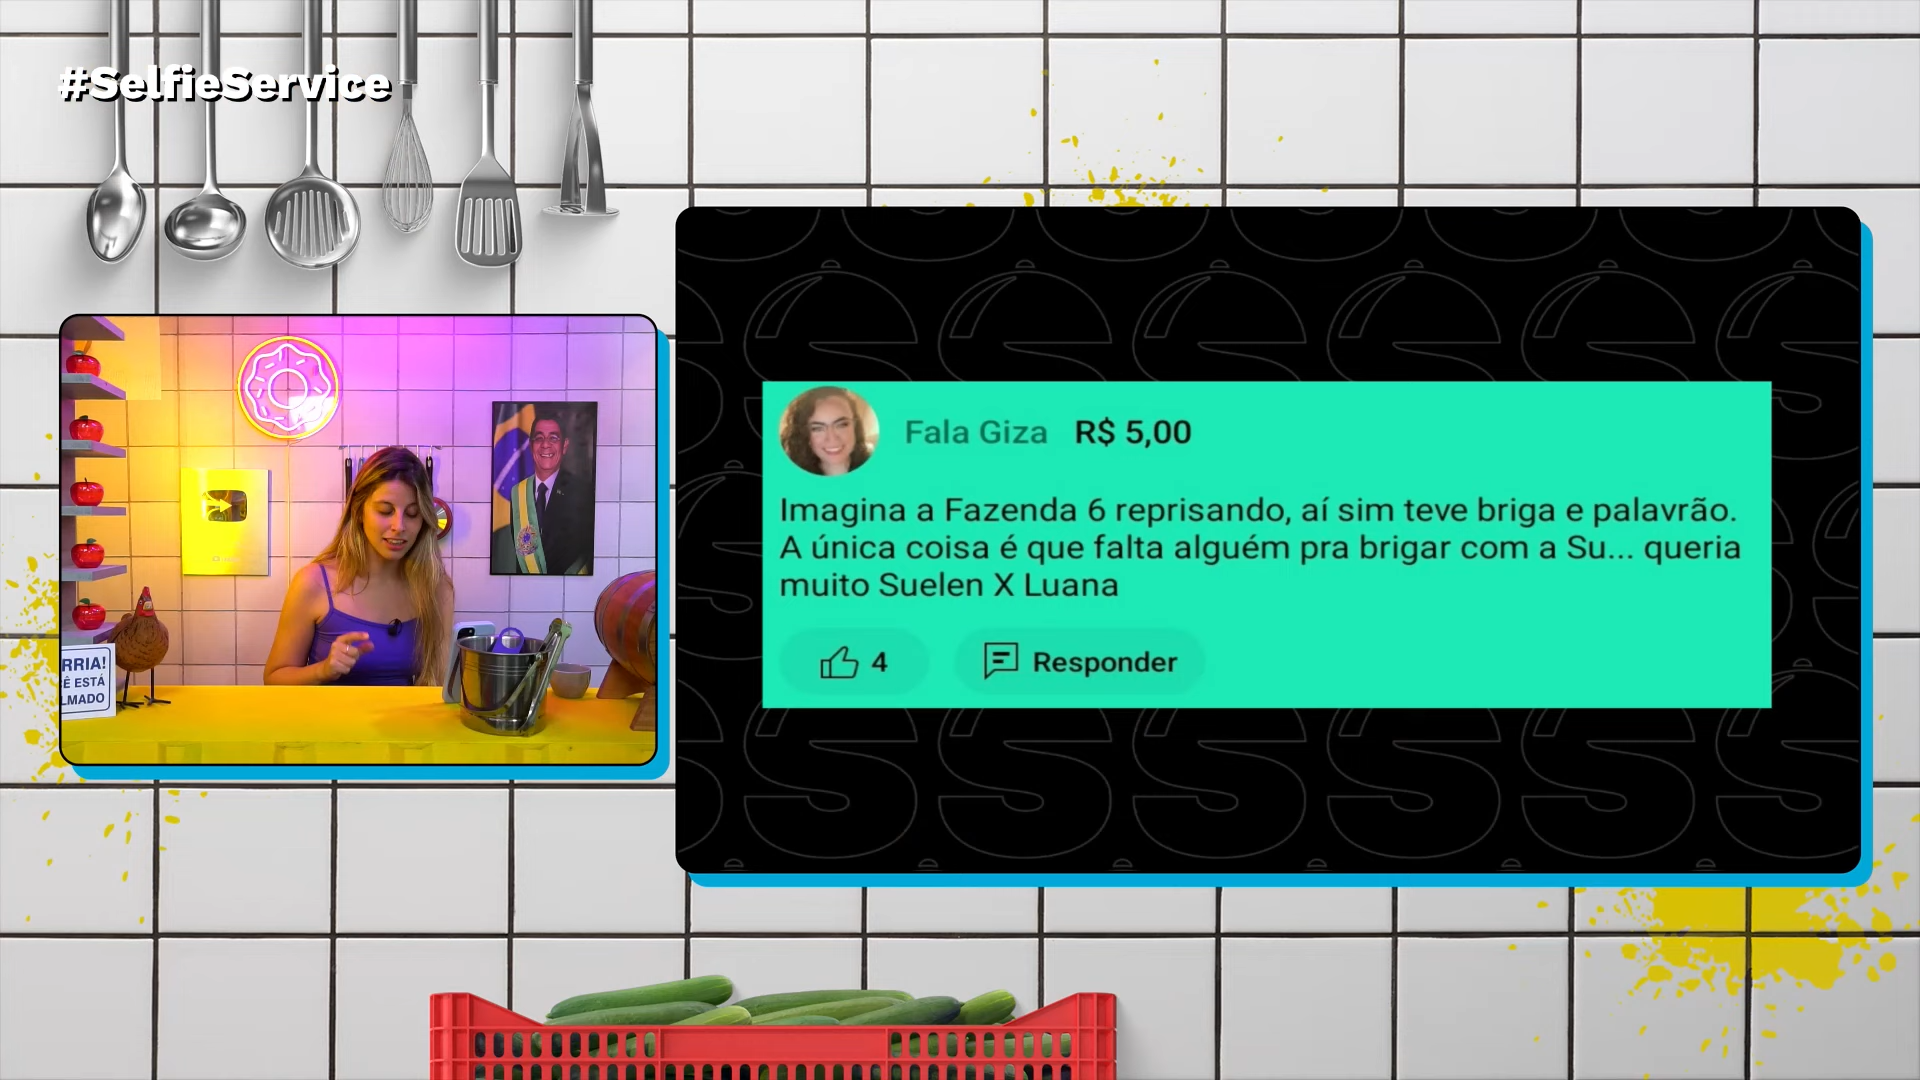 #SelfieService
Fala Giza R$ 5,00
Imagina a Fazenda 6 reprisando, aí sim teve briga e palavrão.
A única coisa é que falta alguém pra brigar com a Su... queria
muito Suelen X Luana
4 Responder
RRIA!
Ê ESTÁ
LMADO